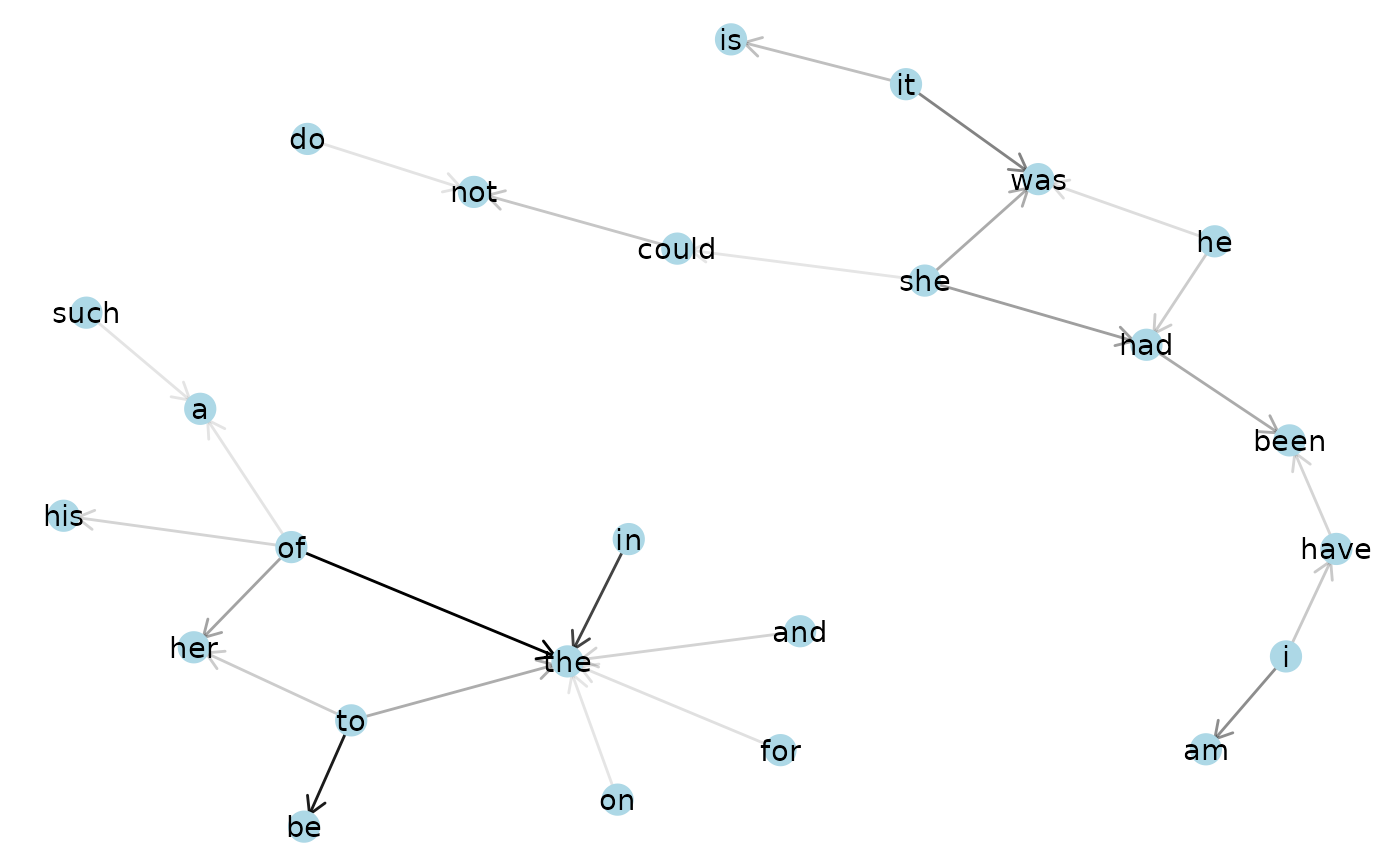 is
it
do
was
not
he
could
she
such
had
a
been
his
in
of
have
and
her
the
i
to
am
for
on
be